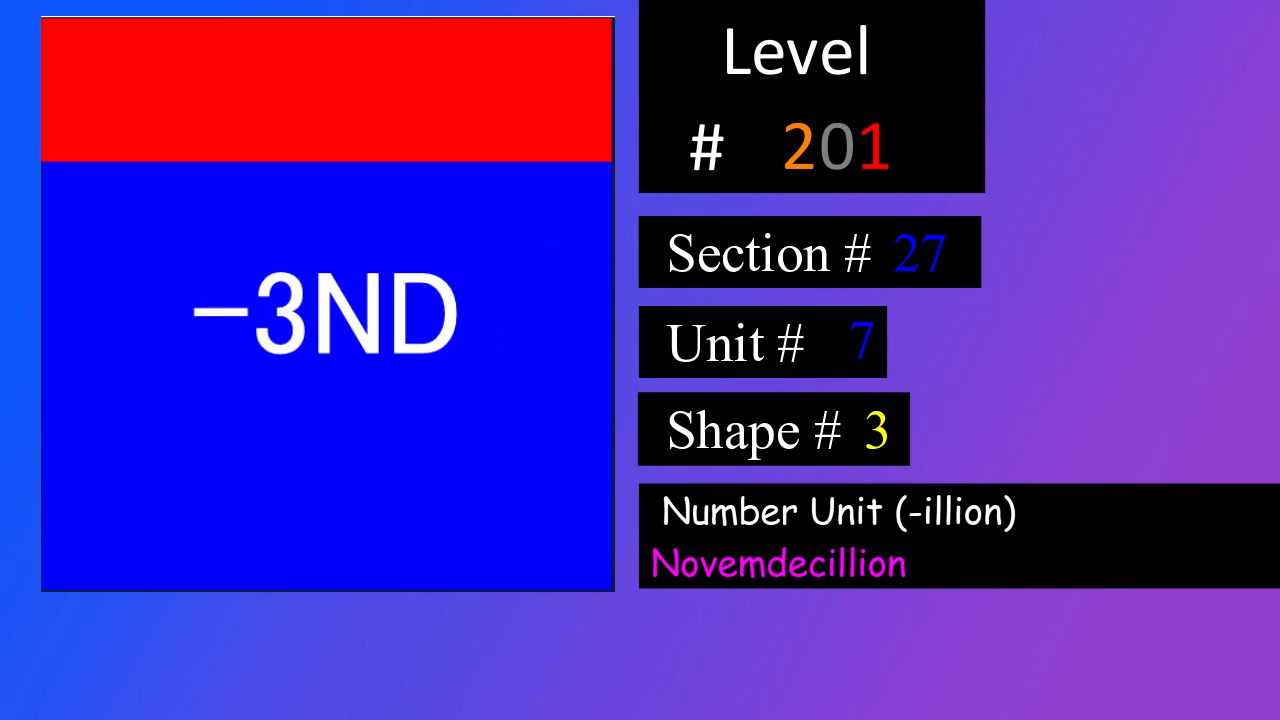 –3ND
Level
# 201
Section # 27
Unit # 7
Shape # 3
Number Unit (-illion)
Novemdecillion